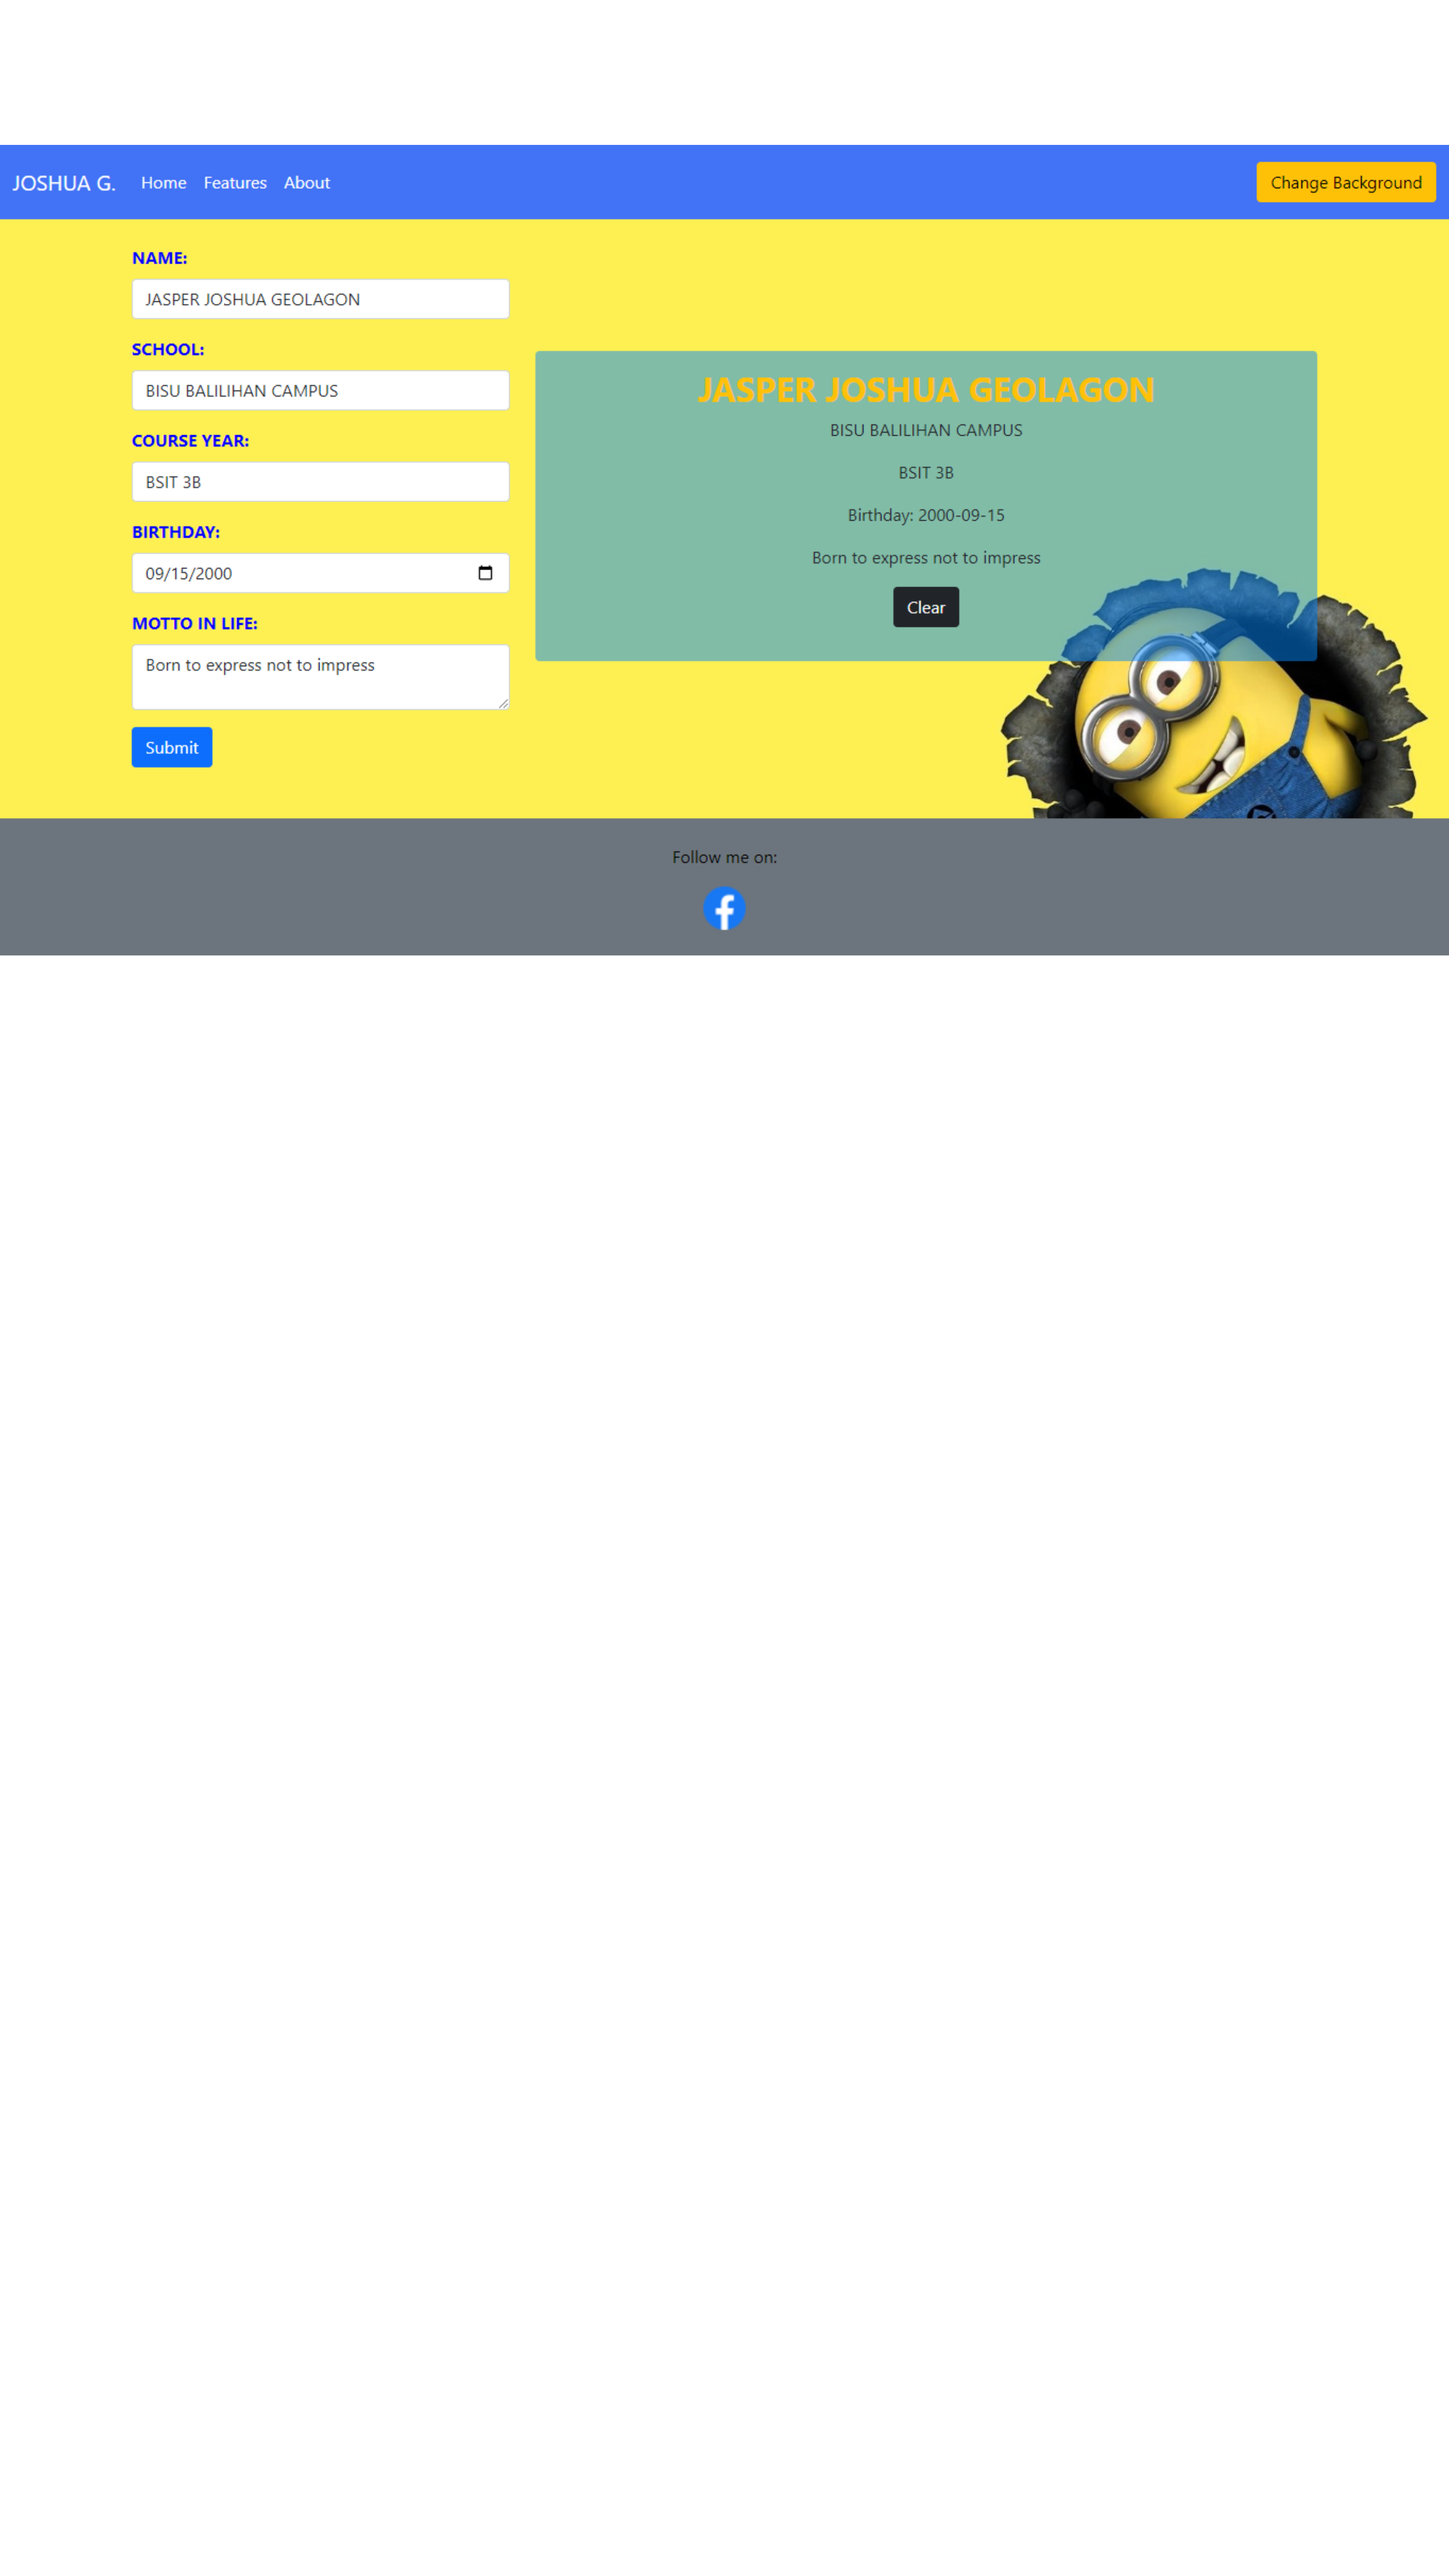 JOSHUA G. Home Features About Change Background
NAME:
JASPER JOSHUA GEOLAGON
SCHOOL:
BISU BALILIHAN CAMPUS
COURSE YEAR:
BSIT 3B
BIRTHDAY:
09/15/2000
MOTTO IN LIFE:
Born to express not to impress
Submit
JASPER JOSHUA GEOLAGON
BISU BALILIHAN CAMPUS
BSIT 3B
Birthday: 2000-09-15
Born to express not to impress
Clear
Follow me on: